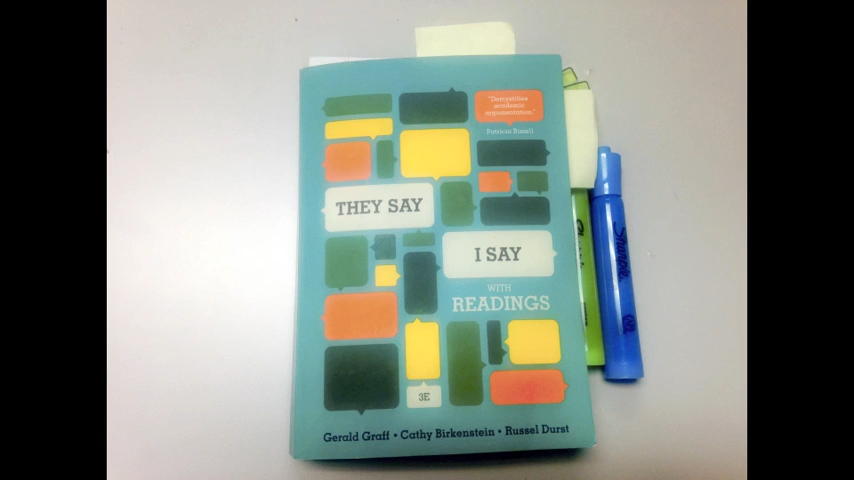 "Demystifies
academic
argumentation."
Patricia Bizzell
THEY SAY
I SAY
WITH
READINGS
3E
Gerald Graff • Cathy Birkenstein • Russel Durst
Sharpie